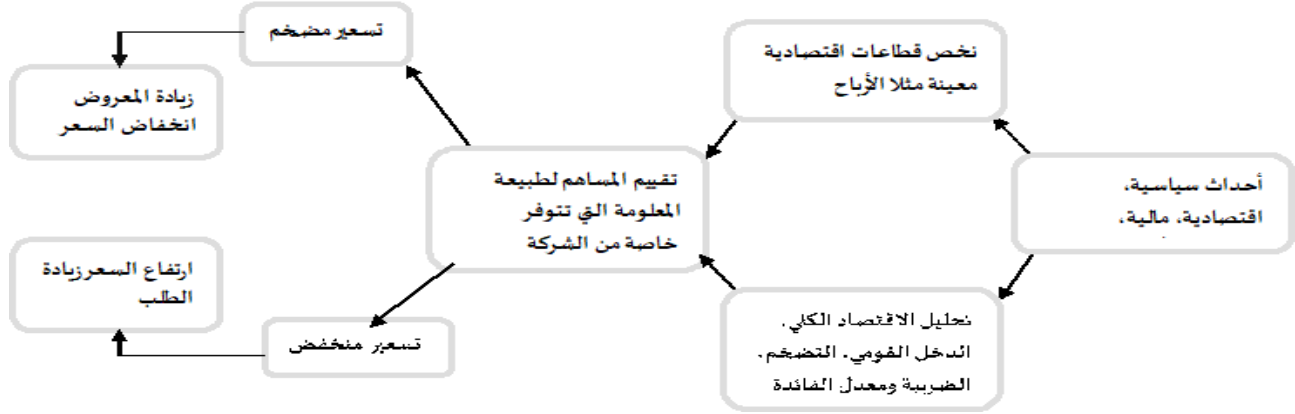 أحداث سياسية،
اقتصادية، مالية،
نخص قطاعات اقتصادية
معينة مثلا الأرباح
تحليل الاقتصاد الكلي،
الدخل القومي، التضخم،
الضريبة ومعدل الفائدة
تقييم المساهم لطبيعة
المعلومة التي تتوفر
خاصة من الشركة
تسعير مضخم
زيادة المعروض
انخفاض السعر
تسعير منخفض
ارتفاع السعر زيادة
الطلب